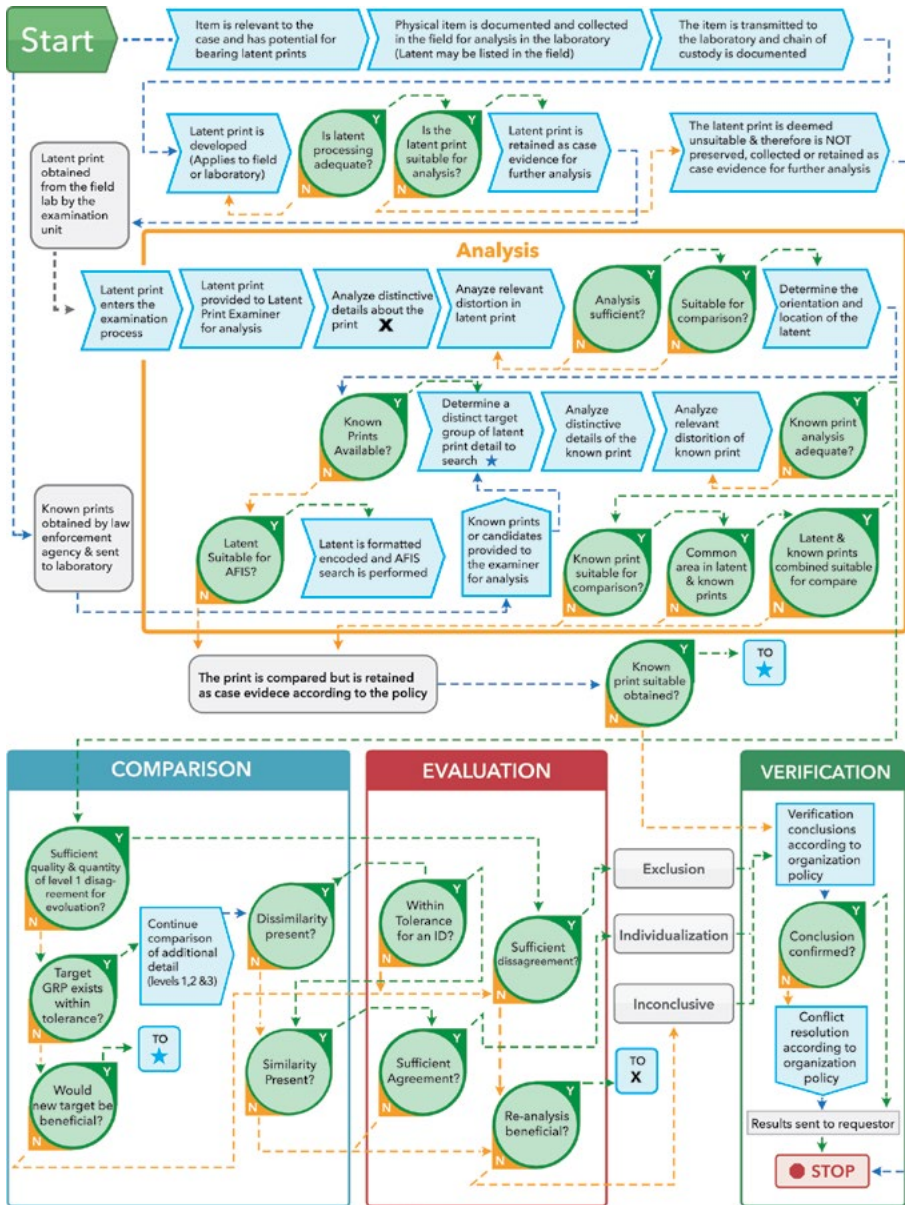 Start
Item is relevant to the
case and has potential for
bearing latent prints
Physical item is documented and collected
in the field for analysis in the laboratory
(Latent may be listed in the field)
The item is transmitted to
the laboratory and chain of
custody is documented
Latent print is
developed
(Applies to field
or laboratory)
Y
Is latent
processing
adequate?
N
Y
Is the
latent print
suitable for
analysis?
N
Latent print is
retained as case
evidence for
further analysis
The latent print is deemed
unsuitable & therefore is NOT
preserved, collected or retained as
case evidence for further analysis
Latent print
obtained
from the field
lab by the
examination
unit
Analysis
Latent print
enters the
examination
process
Latent print
provided to Latent
Print Examiner
for analysis
Analyze distinctive
details about the
print X
Anayze relevant
distortion in
latent print
Y
Analysis
sufficient?
N
Y
Suitable for
comparison?
N
Determine the
orientation and
location of the
latent
Y
Known
Prints
Available?
N
Determine a
distinct target
group of latent
print detail to
search ★
Analyze
distinctive
details of the
known print
Analyze
relevant
distorition of
known print
Y
Known print
analysis
adequate?
N
Known prints
obtained by law
enforcement
agency & sent
to laboratory
Y
Latent
Suitable for
AFIS?
N
Latent is formatted
encoded and AFIS
search is performed
Known prints
or candidates
provided to
the examiner
for analysis
Y
Known print
suitable for
comparison?
N
Y
Common
area in latent
& known
prints
N
Y
Latent &
known prints
combined suitable
for compare
N
The print is compared but is retained
as case evidece according to the policy
Y
Known
print suitable
obtained?
N
TO
★
COMPARISON
Y
Sufficient
quality & quantity
of level 1 disag-
reement for
evaluation?
N
Y
Target
GRP exists
within
tolerance?
N
Continue
comparison
of additional
detail
(levels 1,2 &3)
Y
Dissimilarity
present?
N
TO
★
Y
Would
new target be
beneficial?
N
Y
Similarity
Present?
N
EVALUATION
Y
Within
Tolerance
for an ID?
N
Y
Sufficient
dissagreement?
N
Y
Sufficient
Agreement?
N
Y
Re-analysis
beneficial?
N
Exclusion
Individualization
Inconclusive
TO
X
VERIFICATION
Verification
conclusions
according to
organization
policy
Y
Conclusion
confirmed?
N
Conflict
resolution
according to
organization
policy
Results sent to requestor
STOP